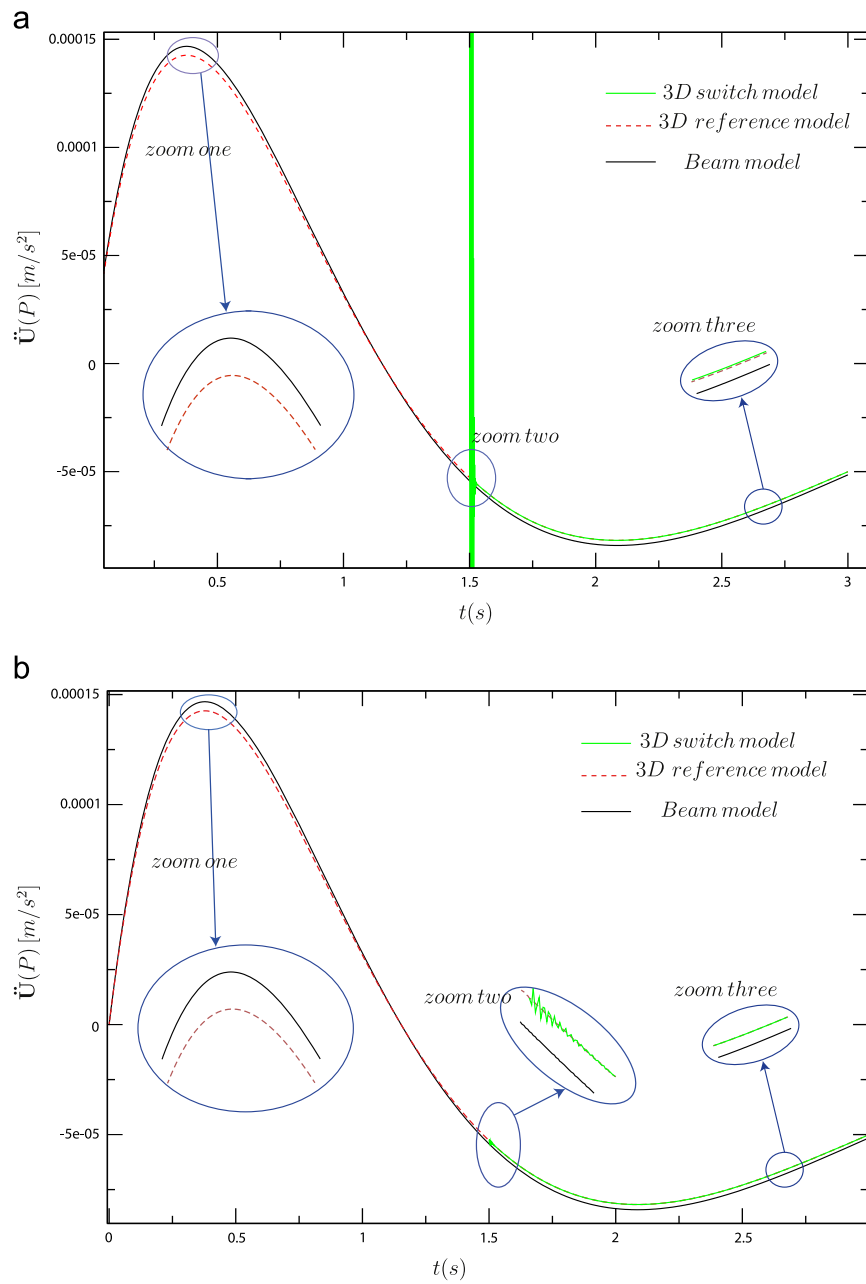 a
0.00015
3D switch model
3D reference model
0.0001
zoom one
Beam model
5e-05
Ü(P) [m/s²]
zoom three
0
zoom two
-5e-05
0.5
1
1.5
2
2.5
3
t(s)
b
0.00015
3D switch model
3D reference model
0.0001
Beam model
zoom one
5e-05
Ü(P) [m/s²]
zoom two
zoom three
0
-5e-05
0
0.5
1
1.5
2
2.5
t(s)